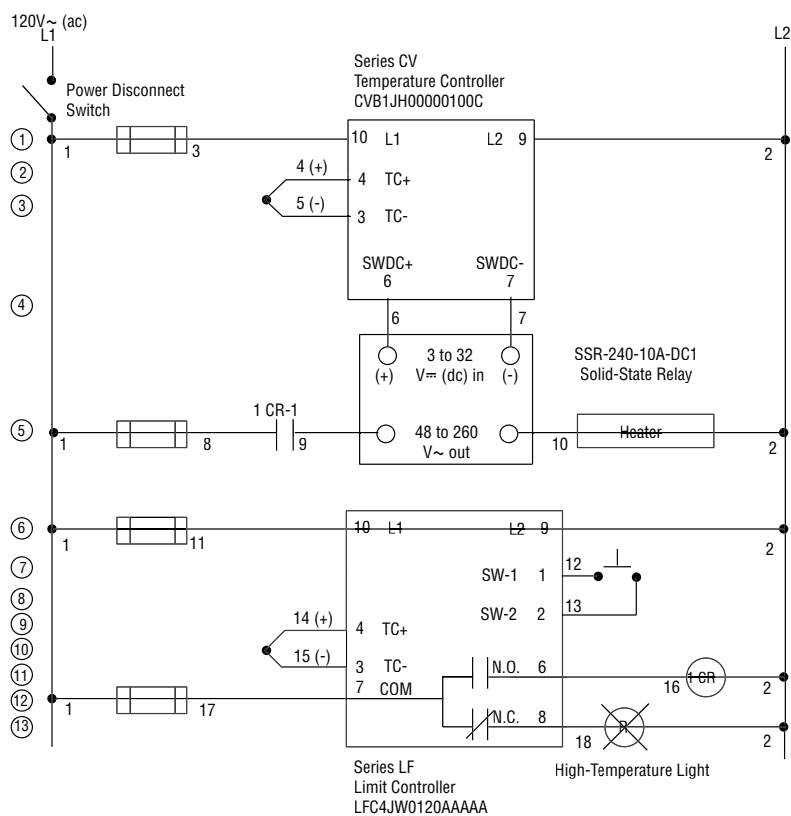 120V~ (ac)
L1
L2
Power Disconnect
Switch
Series CV
Temperature Controller
CVB1JH00000100C
1
1
3
10 L1
L2 9
2
2
4 (+)
4 TC+
3
5 (-)
3 TC-
SWDC+
6
SWDC-
7
4
6
7
3 to 32
V⎓ (dc) in
(+)
(-)
SSR-240-10A-DC1
Solid-State Relay
5
1
8
1 CR-1
9
48 to 260
V~ out
10
Heater
2
6
1
11
10 L1
L2 9
2
7
SW-1 1
12
8
SW-2 2
13
9
14 (+)
4 TC+
10
15 (-)
3 TC-
11
N.O. 6
16
1 CR
2
12
1
17
7 COM
13
N.C. 8
18
R
2
High-Temperature Light
Series LF
Limit Controller
LFC4JW0120AAAAA